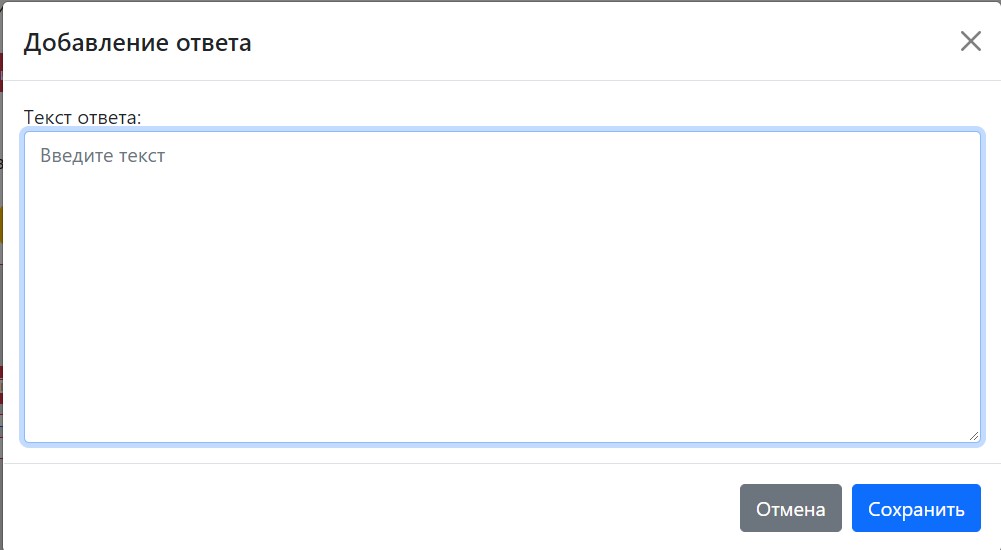 Добавление ответа
Текст ответа:
Введите текст
Отмена
Сохранить